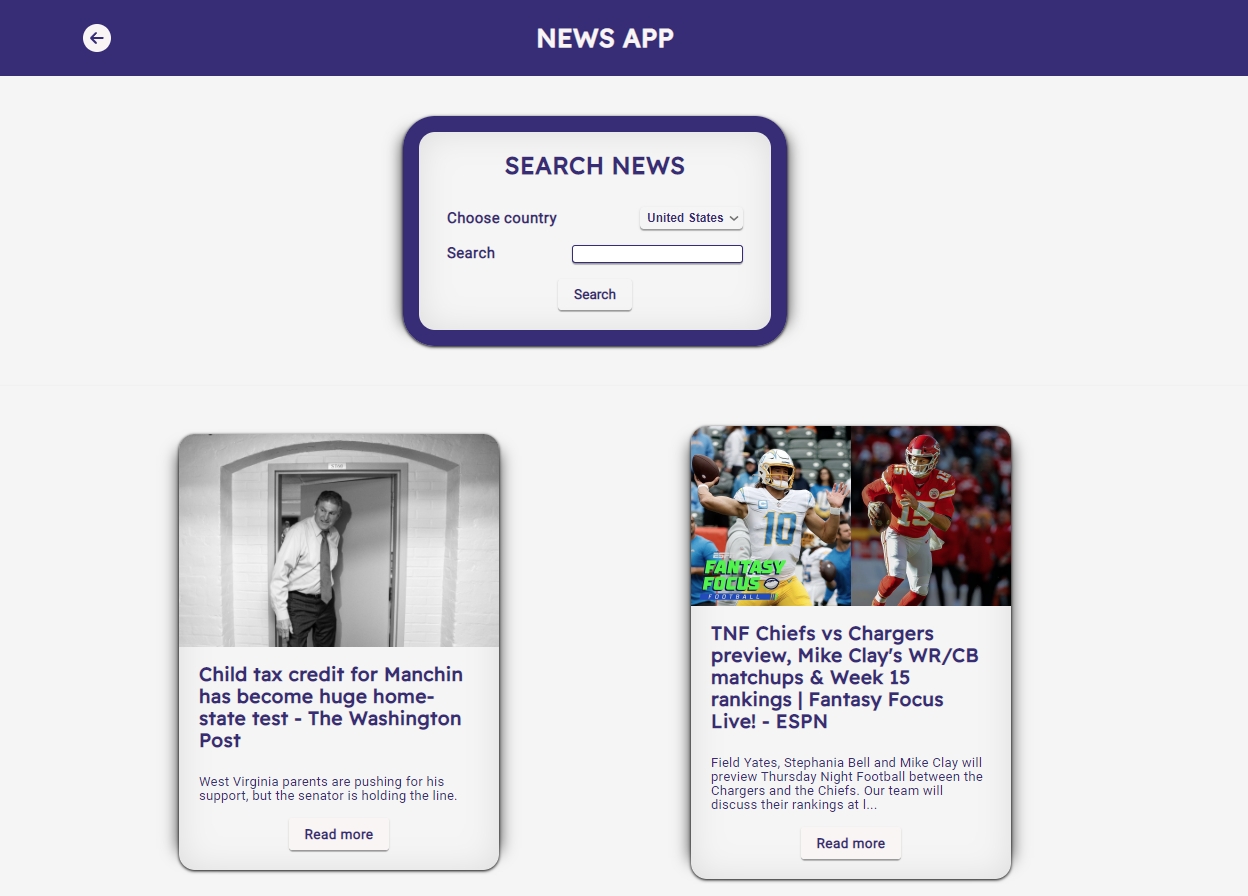 NEWS APP
SEARCH NEWS
Choose country
United States
Search
Search
Child tax credit for Manchin
has become huge home-
state test - The Washington
Post
West Virginia parents are pushing for his
support, but the senator is holding the line.
Read more
10
FANTASY
FOCUS
FOOTBALL
15
15
TNF Chiefs vs Chargers
preview, Mike Clay's WR/CB
matchups & Week 15
rankings | Fantasy Focus
Live! - ESPN
Field Yates, Stephania Bell and Mike Clay will
preview Thursday Night Football between the
Chargers and the Chiefs. Our team will
discuss their rankings at l...
Read more